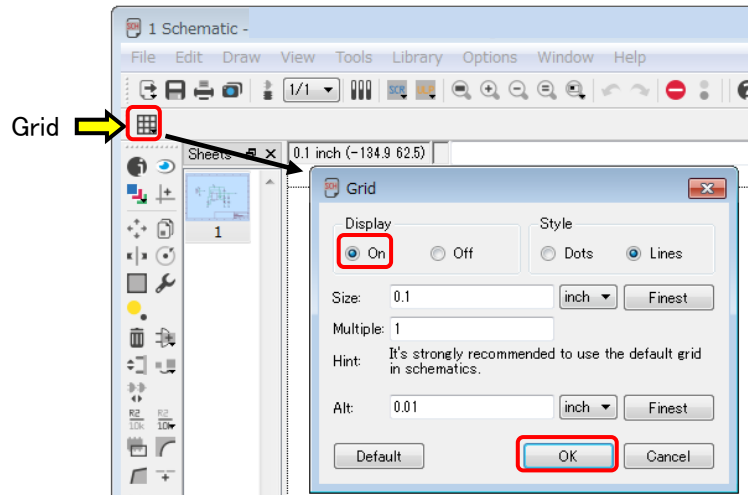 1 Schematic -
File Edit Draw View Tools Library Options Window Help
1/1
SCR
Grid
Sheets
0.1 inch (-134.9 62.5)
1
Grid
Display
On
Off
Style
Dots
Lines
Size:
0.1
inch
Finest
Multiple:
1
Hint:
It's strongly recommended to use the default grid
in schematics.
Alt:
0.01
inch
Finest
Default
OK
Cancel
R2
10k
R2
10k